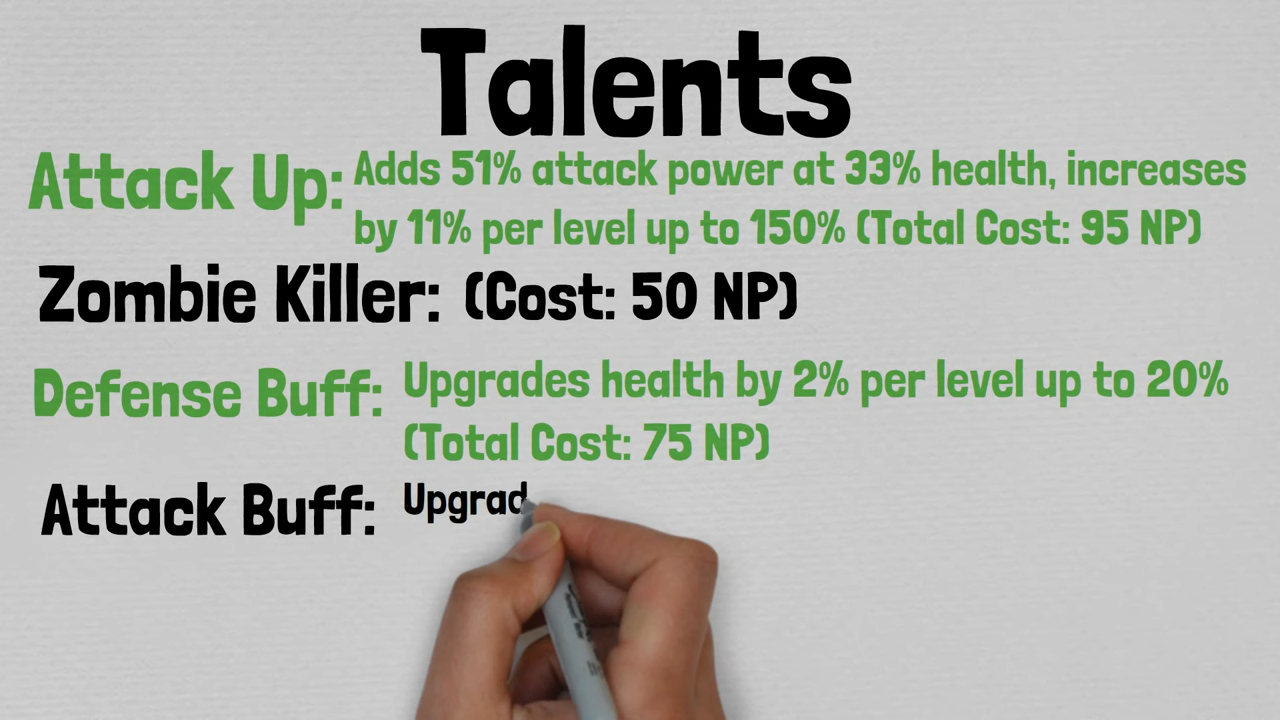 Talents
Attack Up: Adds 51% attack power at 33% health, increases
by 11% per level up to 150% (Total Cost: 95 NP)
Zombie Killer: (Cost: 50 NP)
Defense Buff: Upgrades health by 2% per level up to 20%
(Total Cost: 75 NP)
Attack Buff: Upgrad